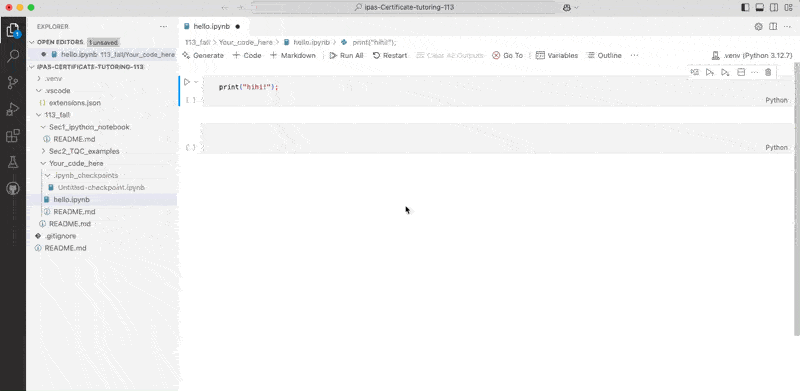 ipas-Certificate-tutoring-113
EXPLORER
hello.ipynb
OPEN EDITORS 1 unsaved
hello.ipynb 113_fall/Your_code_here
113_fall > Your_code_here > hello.ipynb > print("hihi!");
Generate + Code + Markdown Run All Restart Clear All Outputs Go To Variables Outline ... .venv (Python 3.12.7)
IPAS-CERTIFICATE-TUTORING-113
.venv
.vscode
extensions.json
113_fall
Sec1_ipython_notebook
README.md
Sec2_TQC_examples
Your_code_here
.ipynb_checkpoints
Untitled-checkpoint.ipynb
hello.ipynb
README.md
README.md
.gitignore
README.md
print("hihi!");
[ ] Python
[ ] Python
1